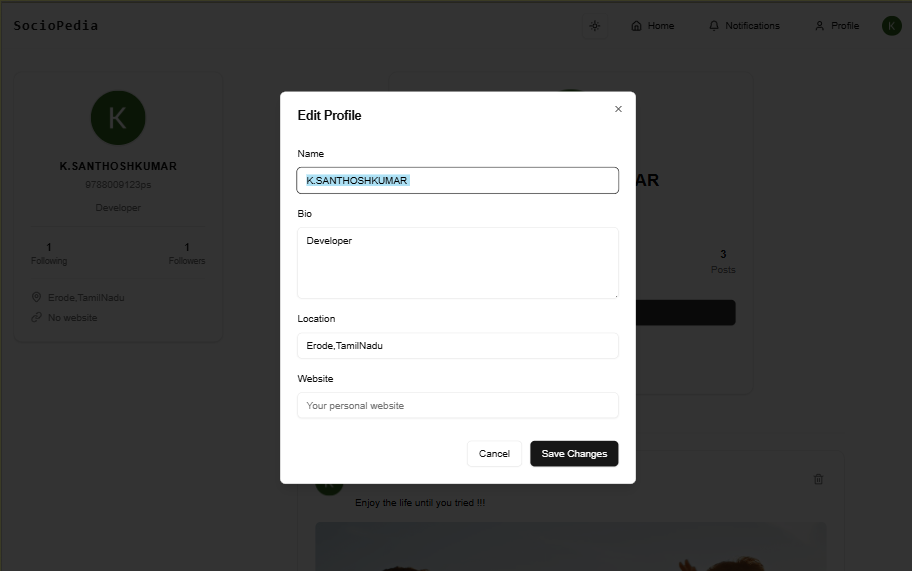 SocioPedia
Home
Notifications
Profile
K
K
K.SANTHOSHKUMAR
9788009123ps
Developer
1
Following
1
Followers
Erode,TamilNadu
No website
Edit Profile
Name
K.SANTHOSHKUMAR
Bio
Developer
Location
Erode,TamilNadu
Website
Your personal website
Cancel
Save Changes
AR
3
Posts
Enjoy the life until you tried !!!